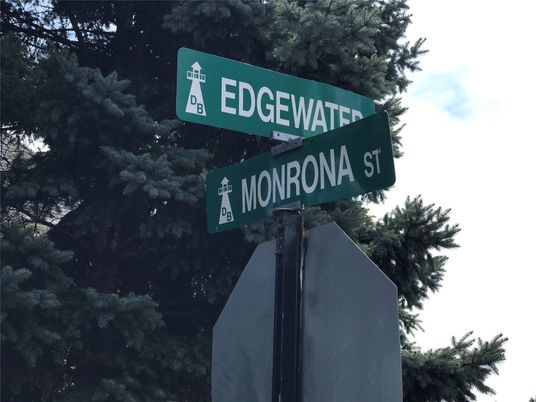 DB
EDGEWATER
DB
MONRONA ST